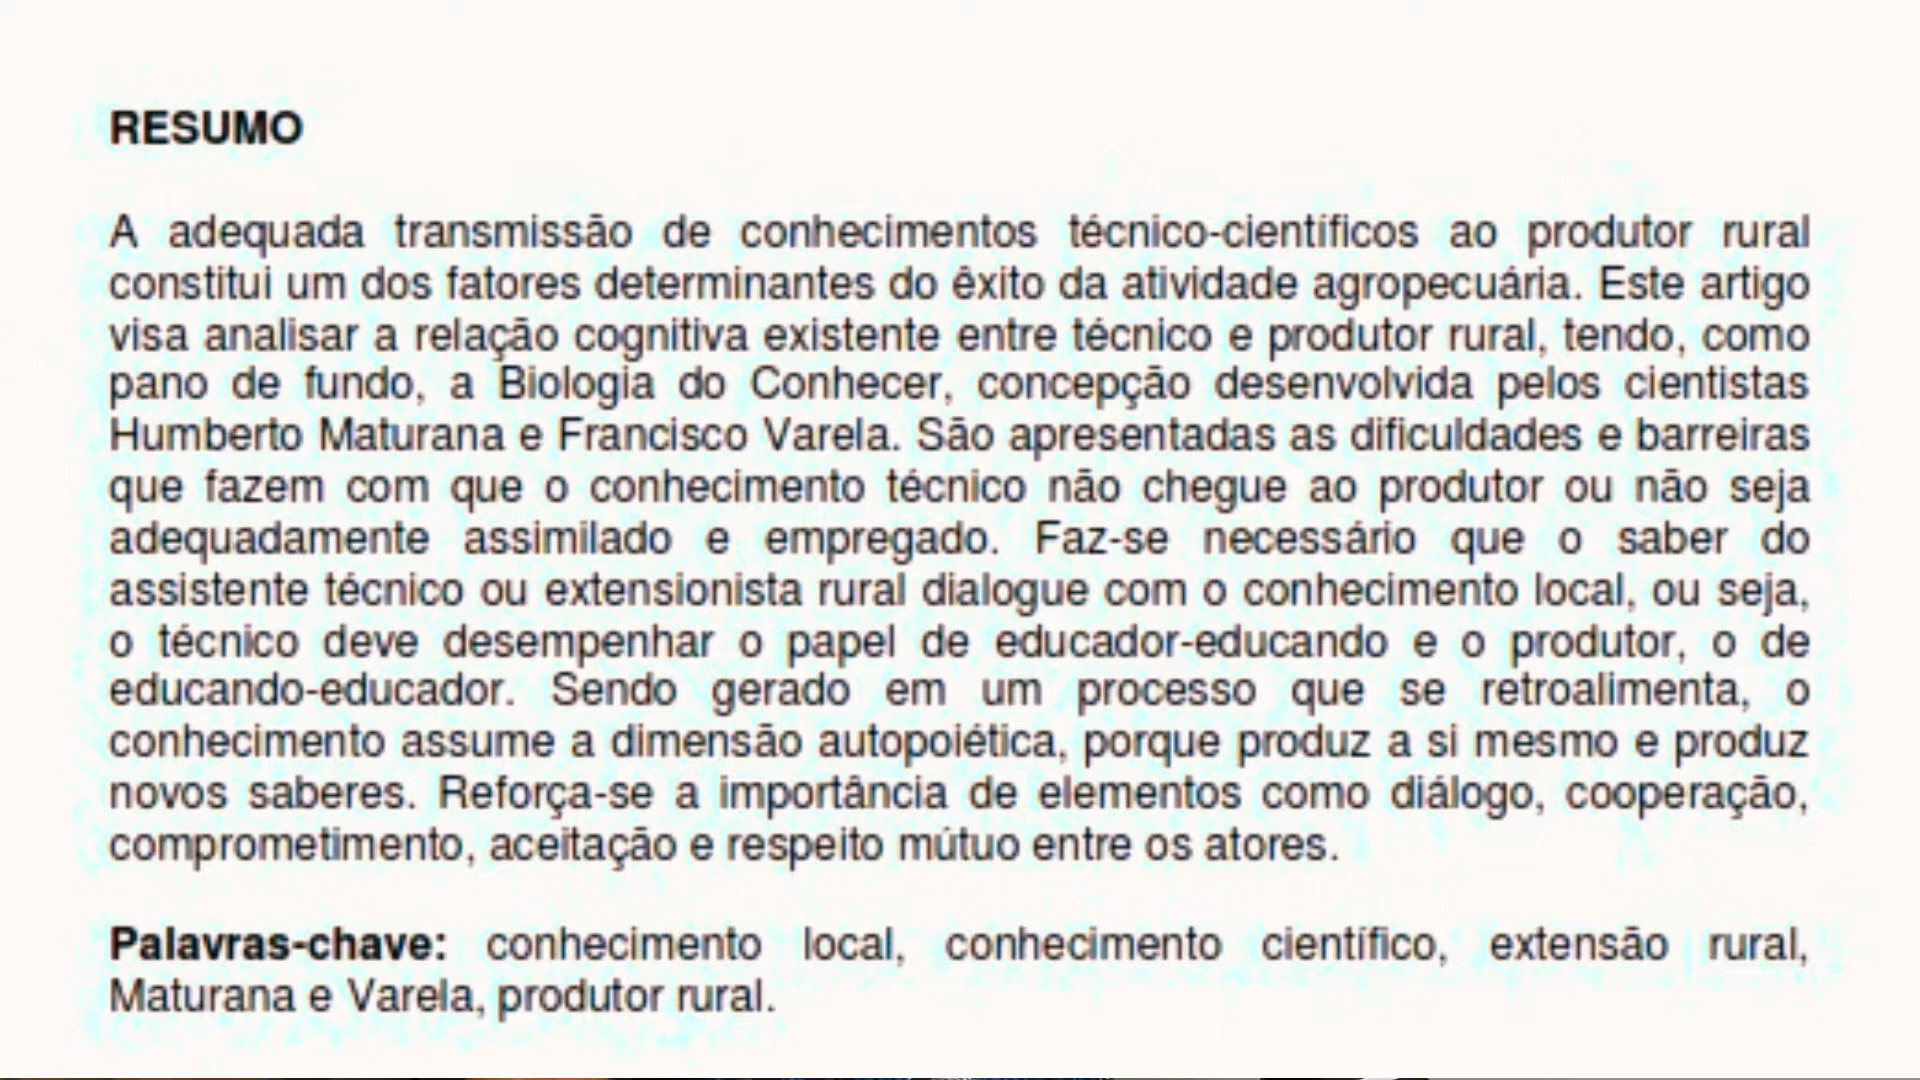 RESUMO
A adequada transmissão de conhecimentos técnico-científicos ao produtor rural
constitui um dos fatores determinantes do êxito da atividade agropecuária. Este artigo
visa analisar a relação cognitiva existente entre técnico e produtor rural, tendo, como
pano de fundo, a Biologia do Conhecer, concepção desenvolvida pelos cientistas
Humberto Maturana e Francisco Varela. São apresentadas as dificuldades e barreiras
que fazem com que o conhecimento técnico não chegue ao produtor ou não seja
adequadamente assimilado e empregado. Faz-se necessário que o saber do
assistente técnico ou extensionista rural dialogue com o conhecimento local, ou seja,
o técnico deve desempenhar o papel de educador-educando e o produtor, o de
educando-educador. Sendo gerado em um processo que se retroalimenta, o
conhecimento assume a dimensão autopoiética, porque produz a si mesmo e produz
novos saberes. Reforça-se a importância de elementos como diálogo, cooperação,
comprometimento, aceitação e respeito mútuo entre os atores.
Palavras-chave: conhecimento local, conhecimento científico, extensão rural,
Maturana e Varela, produtor rural.